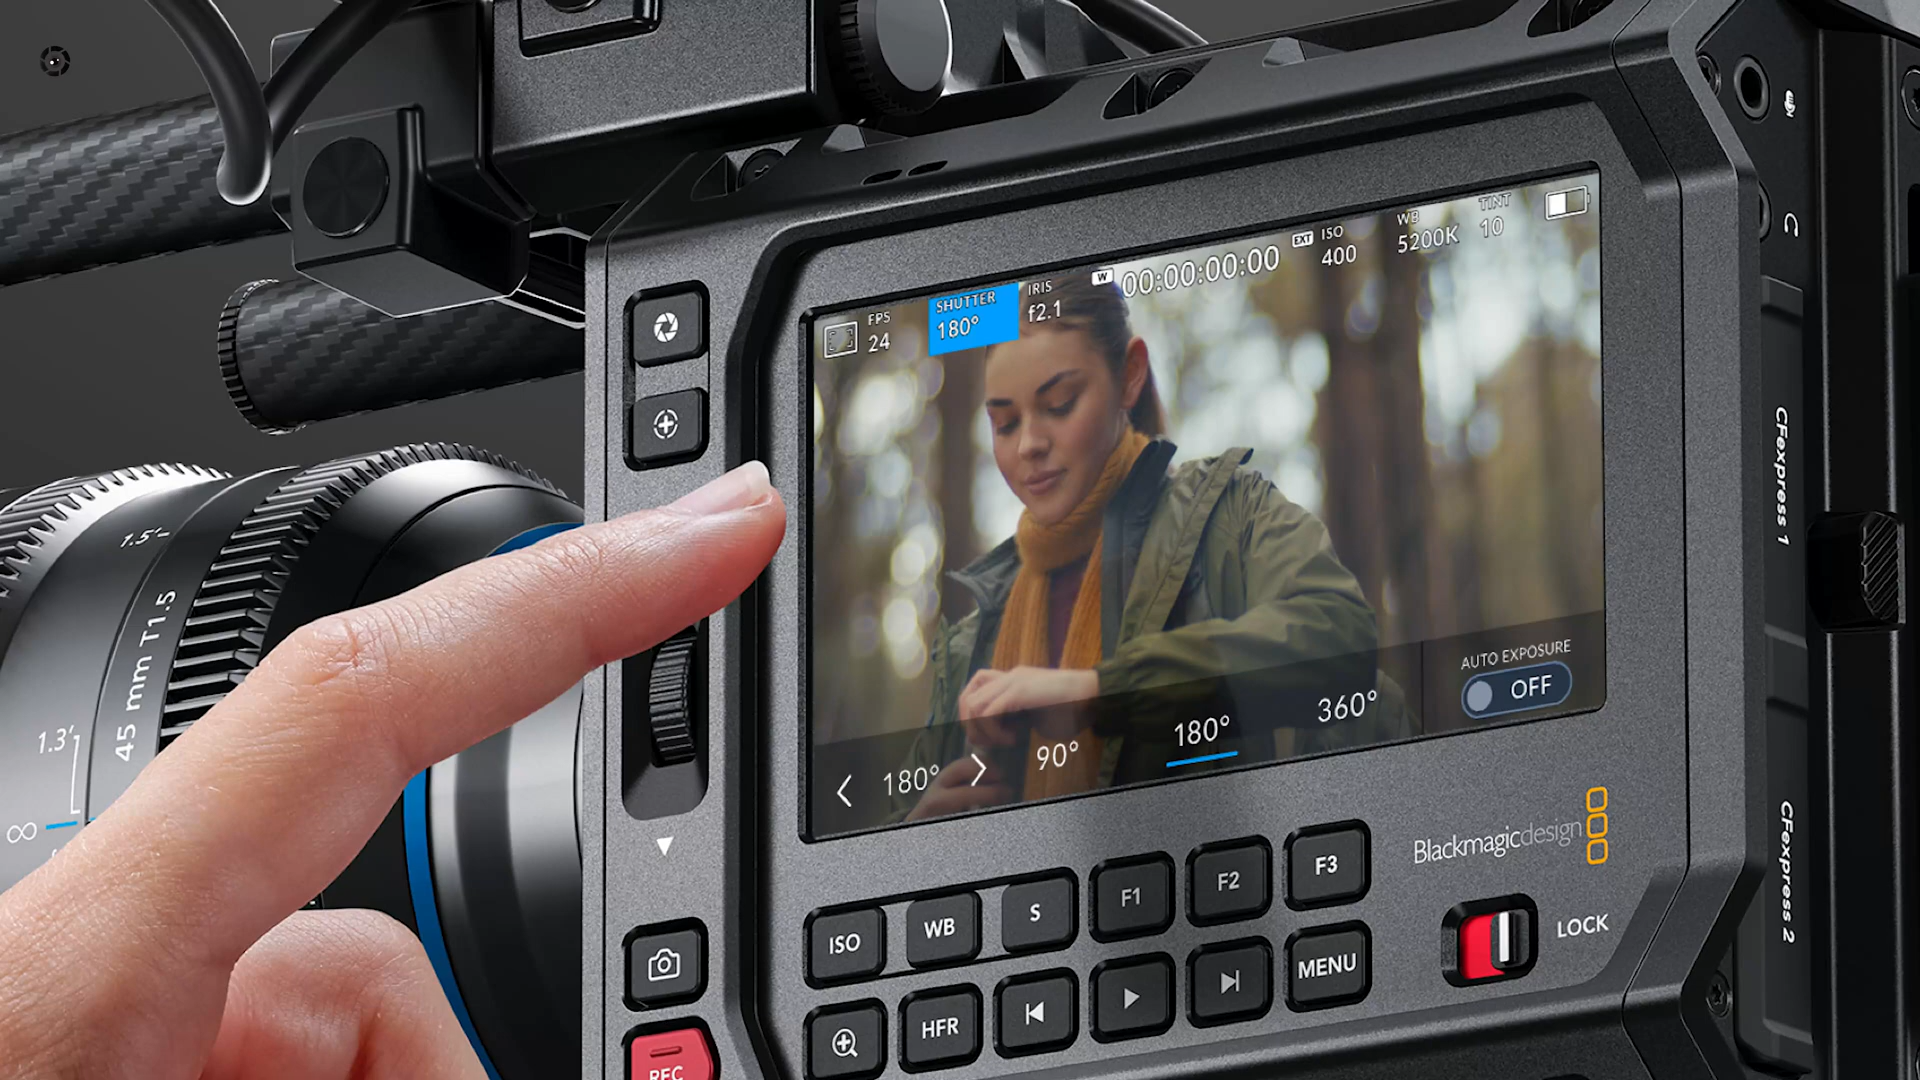 FPS
24
SHUTTER
180°
IRIS
f2.1
W
00:00:00:00
EXT
ISO
400
WB
5200K
TINT
10
1.5'
45 mm T1.5
1.3'
∞
180°
90°
180°
360°
AUTO EXPOSURE
OFF
Blackmagicdesign
ISO
WB
S
F1
F2
F3
HFR
MENU
LOCK
REC
CFexpress 1
CFexpress 2